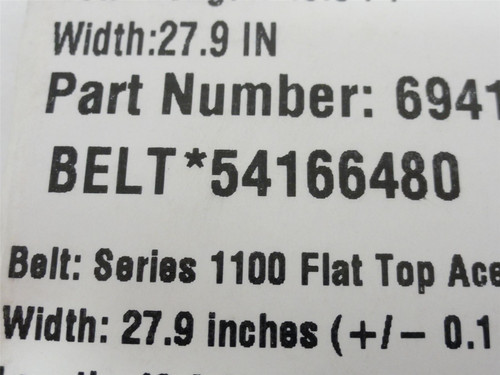 Width:27.9 IN
Part Number: 6941
BELT*54166480
Belt: Series 1100 Flat Top Ace
Width: 27.9 inches (+/- 0.1